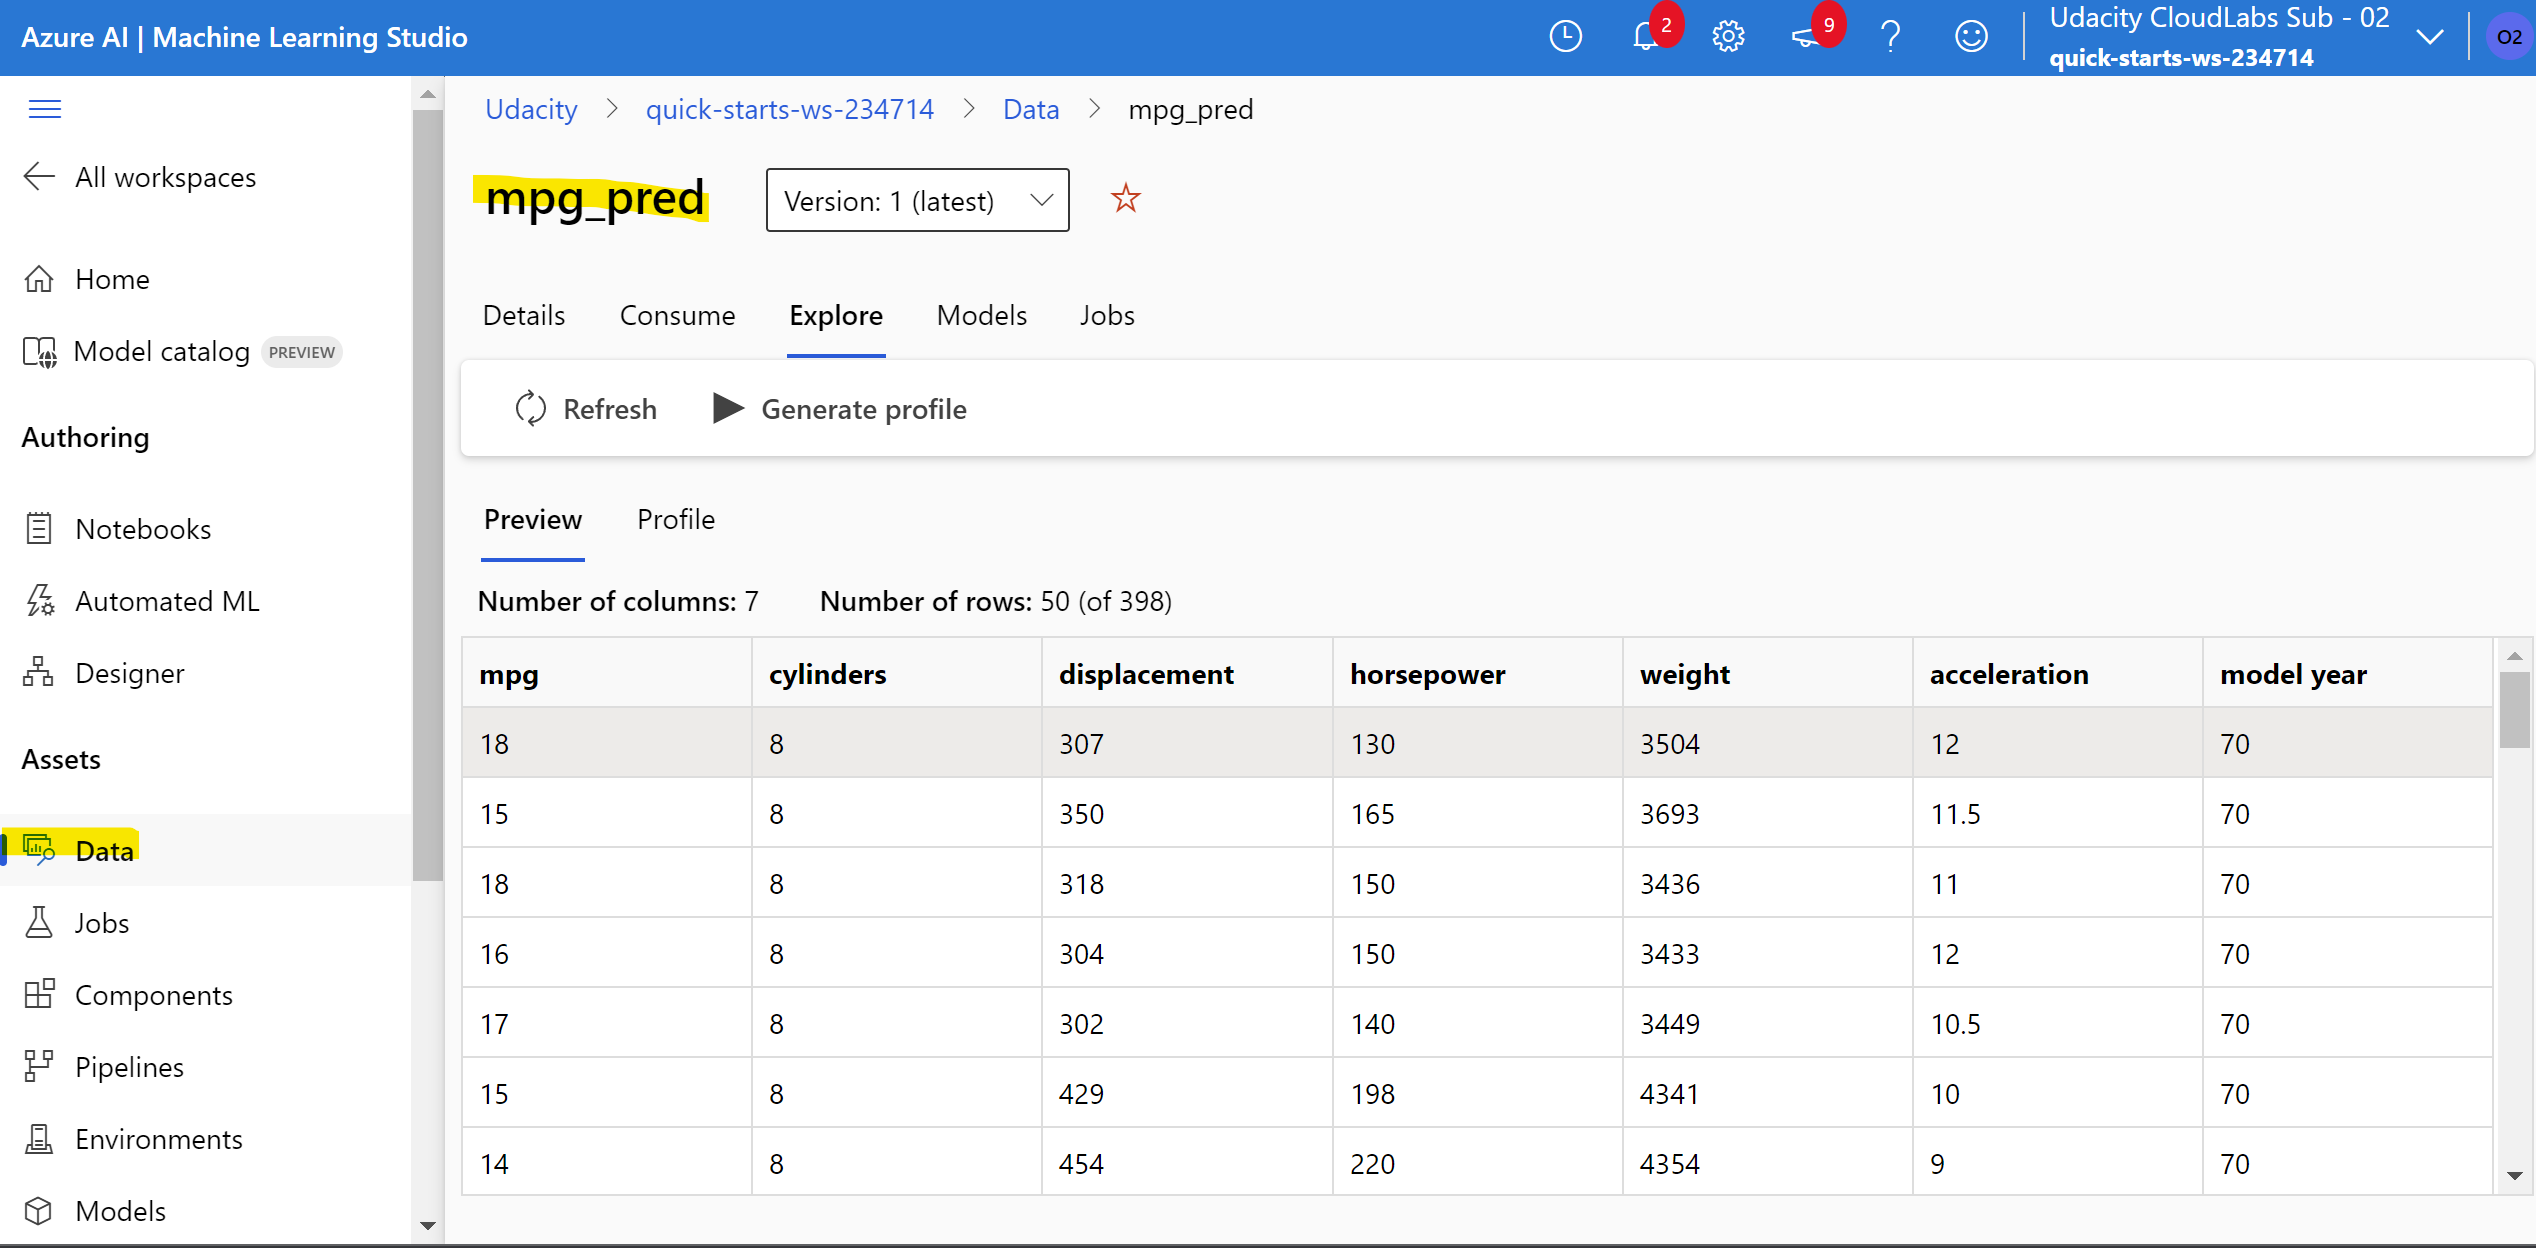 Azure AI | Machine Learning Studio
2
9
Udacity CloudLabs Sub - 02
quick-starts-ws-234714
O2
All workspaces
Home
Model catalog PREVIEW
Authoring
Notebooks
Automated ML
Designer
Assets
Data
Jobs
Components
Pipelines
Environments
Models
Udacity > quick-starts-ws-234714 > Data > mpg_pred
mpg_pred Version: 1 (latest)
Details Consume Explore Models Jobs
Refresh Generate profile
Preview Profile
Number of columns: 7 Number of rows: 50 (of 398)
mpg cylinders displacement horsepower weight acceleration model year
18 8 307 130 3504 12 70
15 8 350 165 3693 11.5 70
18 8 318 150 3436 11 70
16 8 304 150 3433 12 70
17 8 302 140 3449 10.5 70
15 8 429 198 4341 10 70
14 8 454 220 4354 9 70